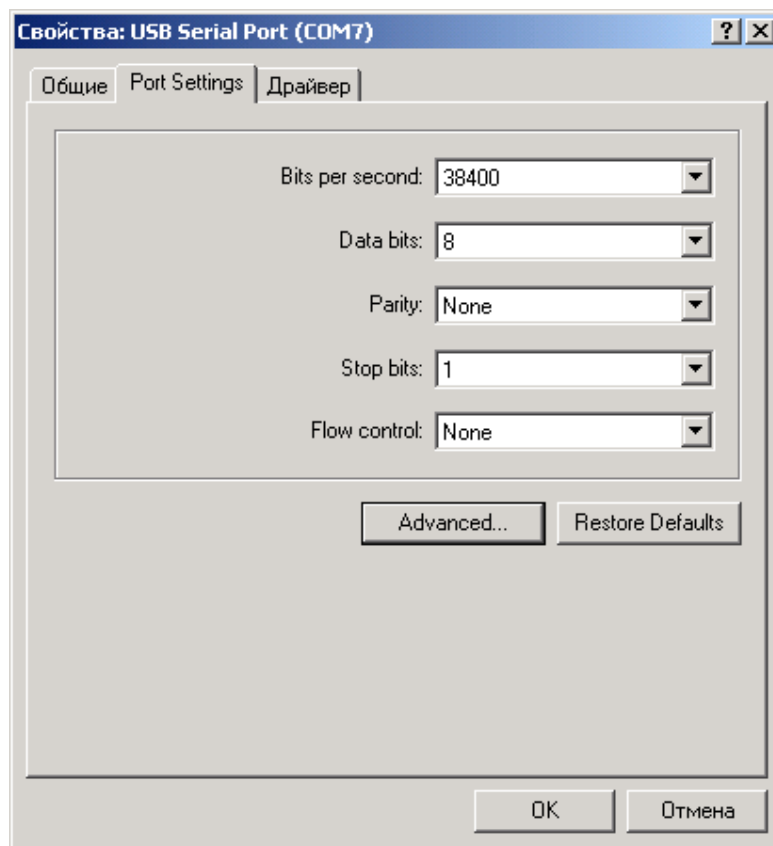 Свойства: USB Serial Port (COM7)
Общие Port Settings Драйвер
Bits per second: 38400
Data bits: 8
Parity: None
Stop bits: 1
Flow control: None
Advanced... Restore Defaults
OK Отмена